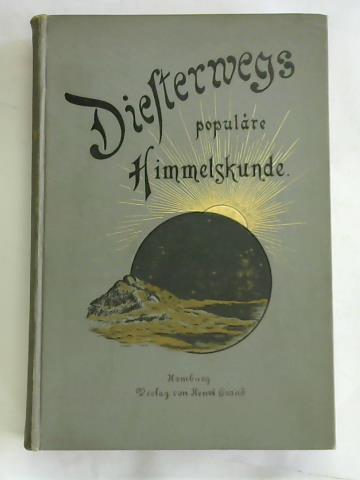 Diesterwegs
populäre
Himmelskunde.
Hamburg
Verlag von Henri Grand